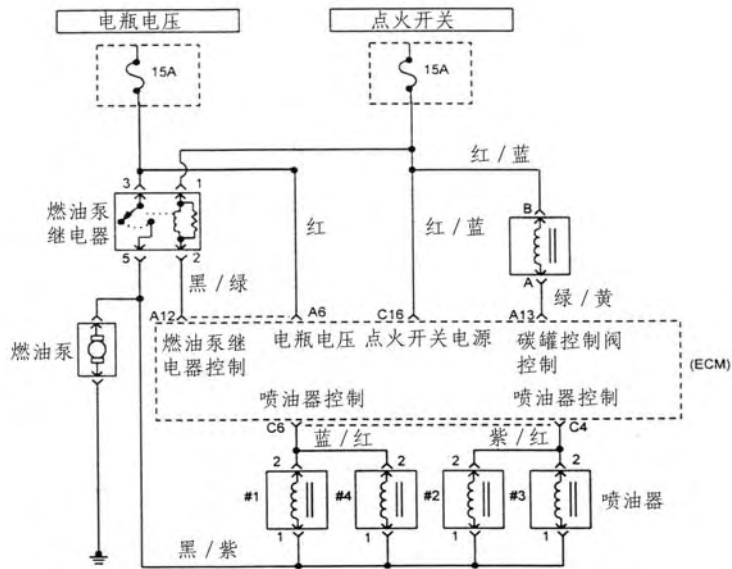 电瓶电压
点火开关
15A
15A
红/蓝
3
1
燃油泵
继电器
红
红/蓝
B
A
5
2
黑/绿
绿/黄
A12
A6
C16
A13
燃油泵
燃油泵继
电器控制
电瓶电压
点火开关电源
碳罐控制阀
控制
(ECM)
喷油器控制
喷油器控制
C6
C4
蓝/红
紫/红
2
2
2
2
#1
#4
#2
#3
喷油器
1
1
1
1
黑/紫